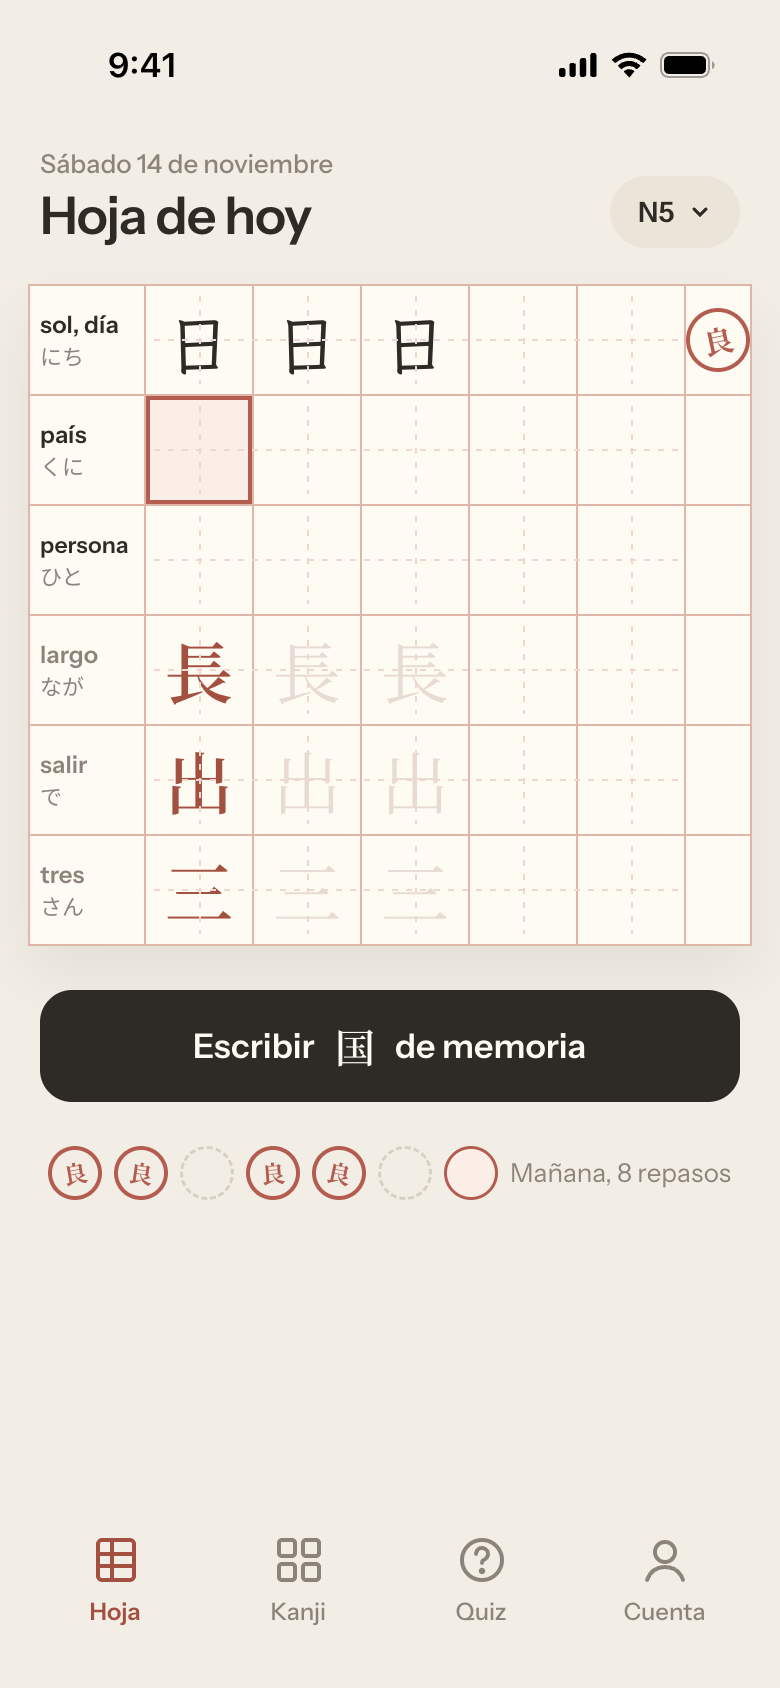 9:41
Sábado 14 de noviembre
Hoja de hoy
N5
sol, día
にち
日 日 日 良
país
くに
persona
ひと
largo
なが
長 長 長
salir
で
出 出 出
tres
さん
三 三 三
Escribir 国 de memoria
良 良 良 良 Mañana, 8 repasos
Hoja Kanji Quiz Cuenta